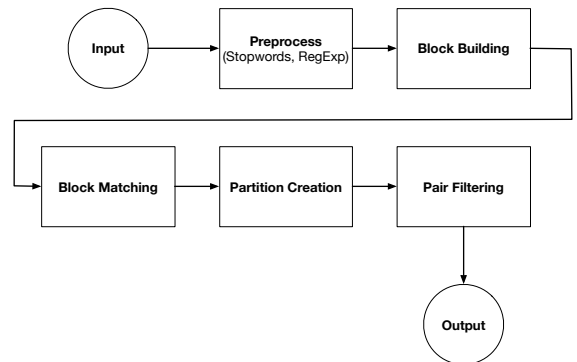 Input
Preprocess
(Stopwords, RegExp)
Block Building
Block Matching
Partition Creation
Pair Filtering
Output